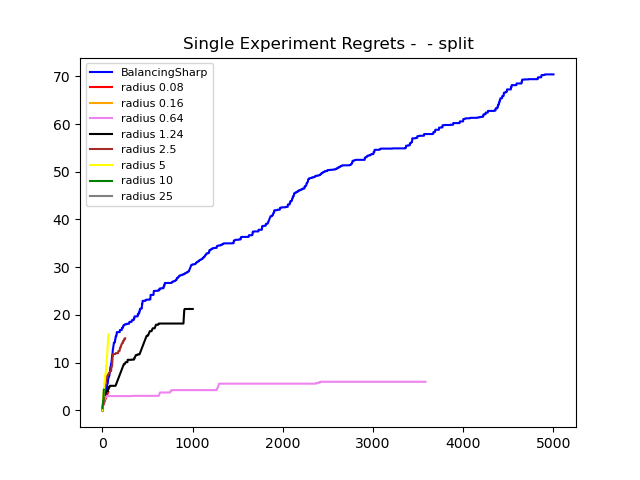 Single Experiment Regrets -  - split
BalancingSharp
radius 0.08
radius 0.16
radius 0.64
radius 1.24
radius 2.5
radius 5
radius 10
radius 25
70
60
50
40
30
20
10
0
0 1000 2000 3000 4000 5000